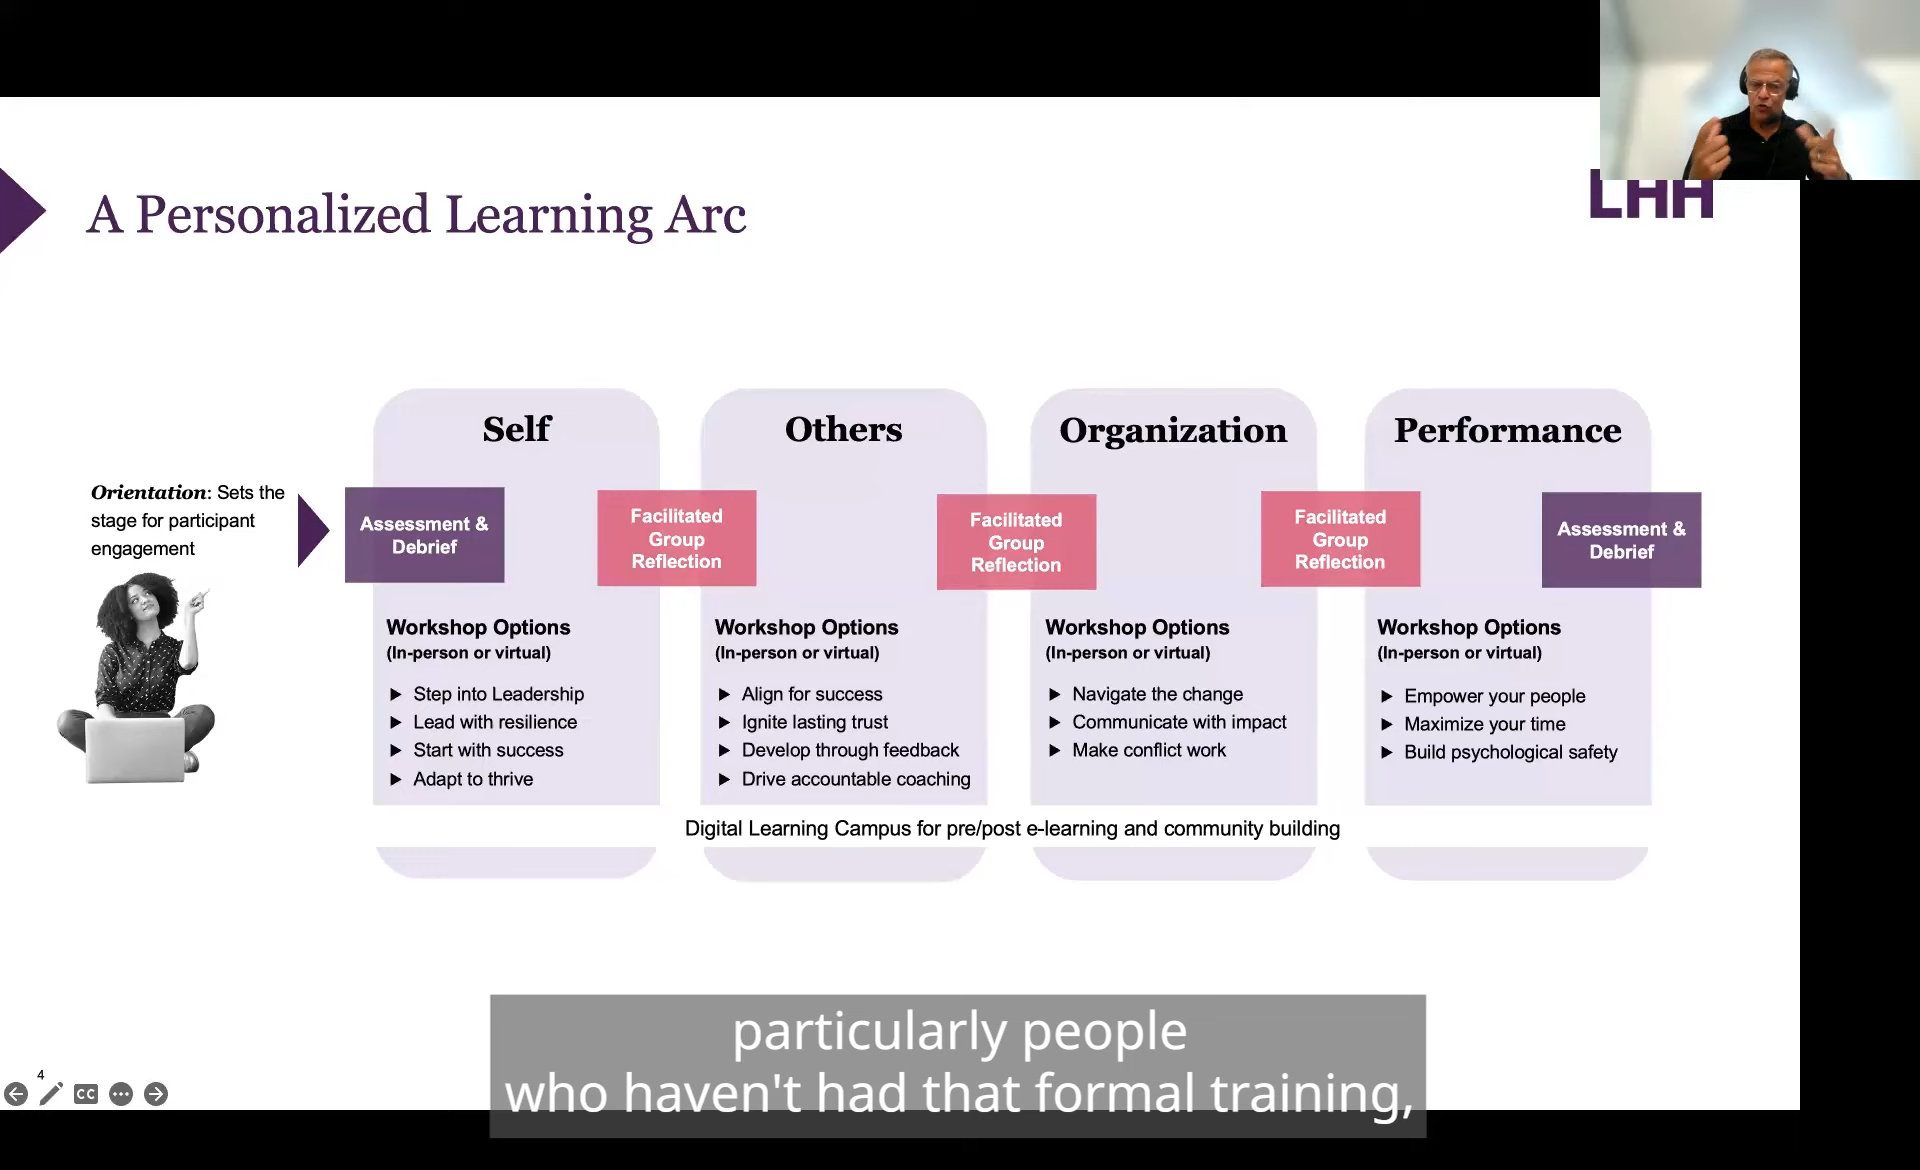 A Personalized Learning Arc
LHH
Orientation: Sets the
stage for participant
engagement
Self
Assessment &
Debrief
Facilitated
Group
Reflection
Workshop Options
(In-person or virtual)
Step into Leadership
Lead with resilience
Start with success
Adapt to thrive
Others
Workshop Options
(In-person or virtual)
Align for success
Ignite lasting trust
Develop through feedback
Drive accountable coaching
Facilitated
Group
Reflection
Organization
Workshop Options
(In-person or virtual)
Navigate the change
Communicate with impact
Make conflict work
Facilitated
Group
Reflection
Performance
Assessment &
Debrief
Workshop Options
(In-person or virtual)
Empower your people
Maximize your time
Build psychological safety
Digital Learning Campus for pre/post e-learning and community building
4
CC
particularly people
who haven't had that formal training,